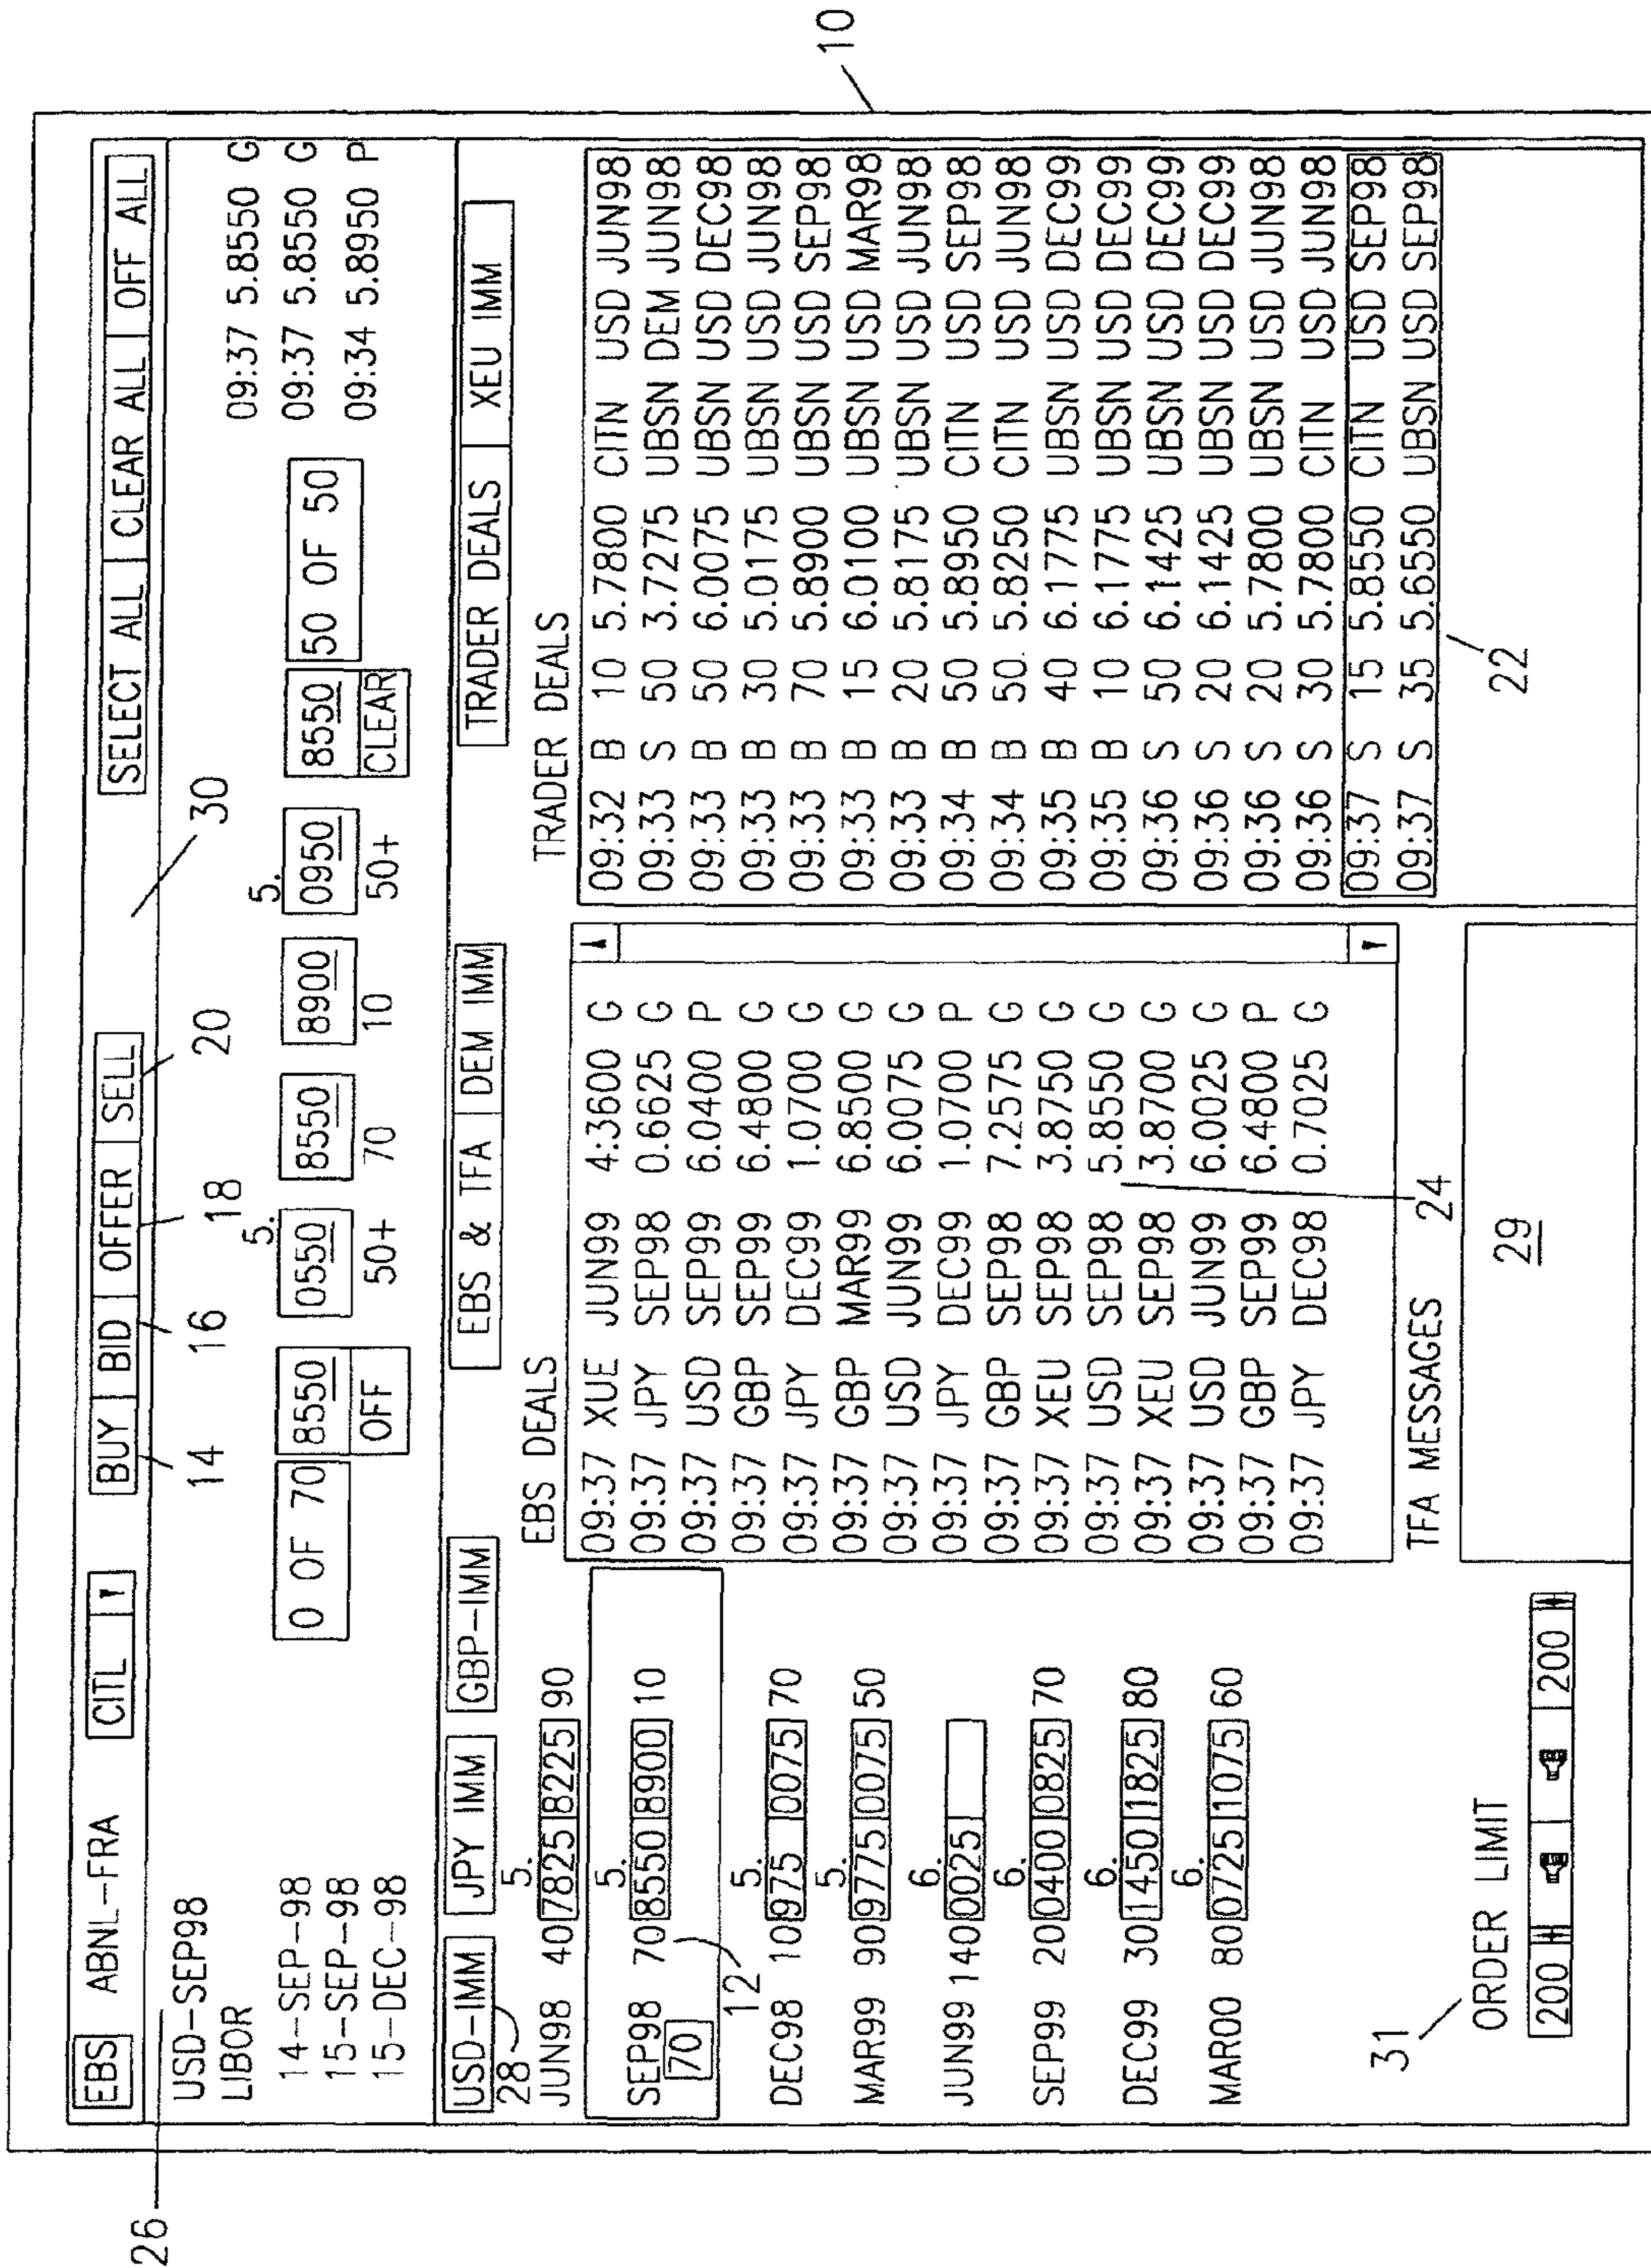 10
26
EBS ABNL-FRA CITL BUY BID OFFER SELL SELECT ALL CLEAR ALL OFF ALL
14 16 18 20 30
USD-SEP98
LIBOR
14-SEP-98
15-SEP-98
15-DEC-98
5. 5.
0 OF 70 8550 0550 8550 8900 0950 8550 50 OF 50
OFF 50+ 70 10 50+ CLEAR
09:37 5.8550 G
09:37 5.8550 G
09:34 5.8950 P
USD-IMM JPY IMM GBP-IMM EBS & TFA DEM IMM TRADER DEALS XEU IMM
28
5.
JUN98 40 7825 8225 90
5.
SEP98 70 8550 8900 10
70
12
5.
DEC98 10 975 0075 70
5.
MAR99 90 9775 0075 50
6.
JUN99 140 0025
6.
SEP99 20 0400 0825 70
6.
DEC99 30 1450 1825 80
6.
MAR00 80 0725 1075 60
31
ORDER LIMIT
200 200
EBS DEALS
09:37 XUE JUN99 4:3600 G
09:37 JPY SEP98 0.6625 G
09:37 USD SEP99 6.0400 P
09:37 GBP SEP99 6.4800 G
09:37 JPY DEC99 1.0700 G
09:37 GBP MAR99 6.8500 G
09:37 USD JUN99 6.0075 G
09:37 JPY DEC99 1.0700 P
09:37 GBP SEP98 7.2575 G
09:37 XEU SEP98 3.8750 G
09:37 USD SEP98 5.8550 G
09:37 XEU SEP98 3.8700 G
09:37 USD JUN99 6.0025 G
09:37 GBP SEP99 6.4800 P
09:37 JPY DEC98 0.7025 G
24
TFA MESSAGES
29
TRADER DEALS
09:32 B 10 5.7800 CITN USD JUN98
09:33 S 50 3.7275 UBSN DEM JUN98
09:33 B 50 6.0075 UBSN USD DEC98
09:33 B 30 5.0175 UBSN USD JUN98
09:33 B 70 5.8900 UBSN USD SEP98
09:33 B 15 6.0100 UBSN USD MAR98
09:33 B 20 5.8175 UBSN USD JUN98
09:34 B 50 5.8950 CITN USD SEP98
09:34 B 50 5.8250 CITN USD JUN98
09:35 B 40 6.1775 UBSN USD DEC99
09:35 B 10 6.1775 UBSN USD DEC99
09:36 S 50 6.1425 UBSN USD DEC99
09:36 S 20 6.1425 UBSN USD DEC99
09:36 S 20 5.7800 UBSN USD JUN98
09:36 S 30 5.7800 CITN USD JUN98
09:37 S 15 5.8550 CITN USD SEP98
09:37 S 35 5.6550 UBSN USD SEP98
22